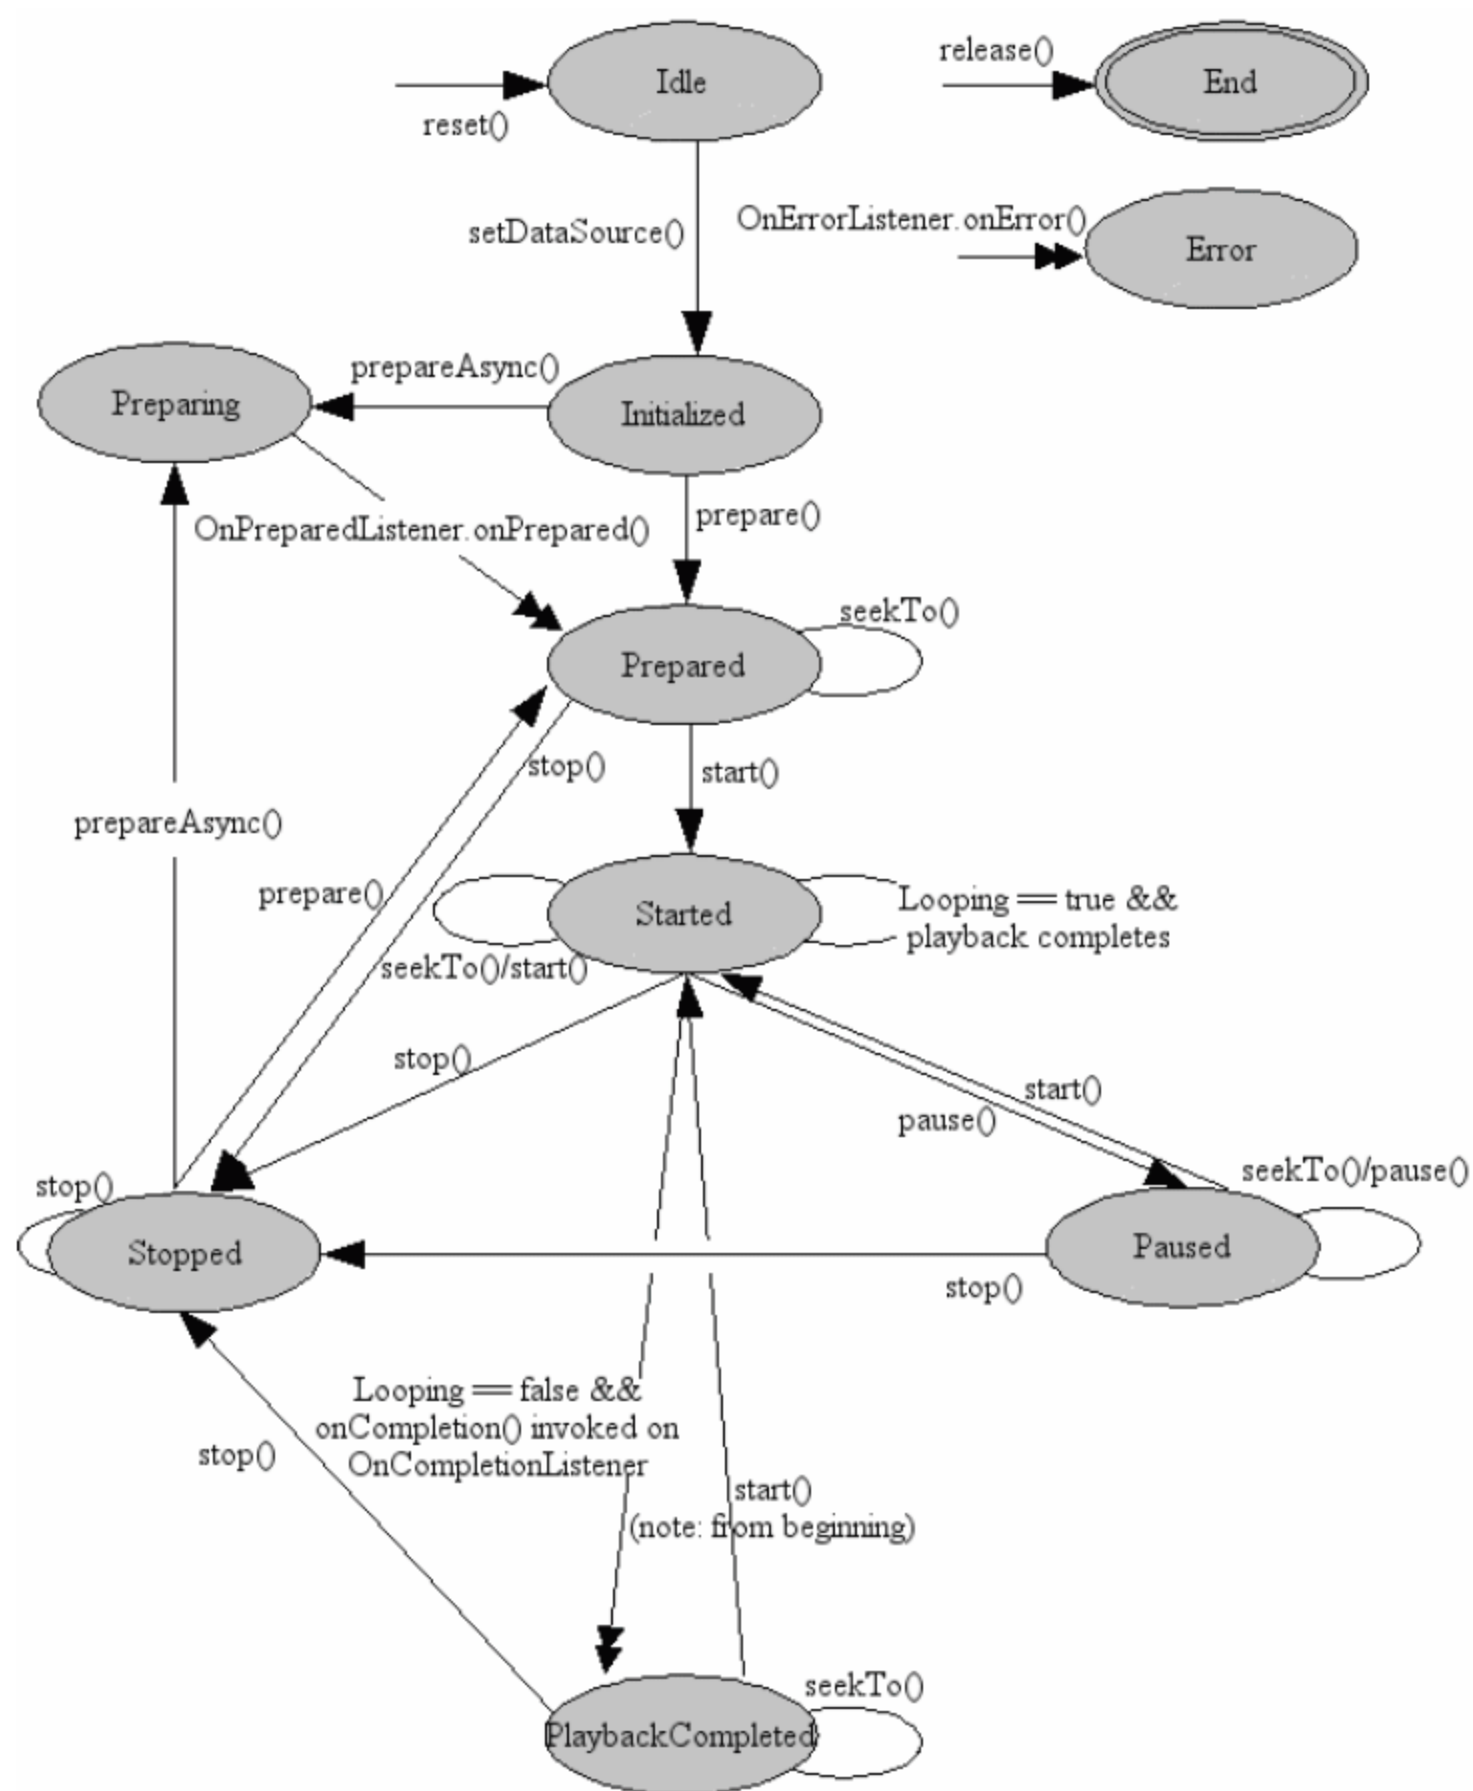 Idle
release()
End
reset()
setDataSource()
OnErrorListener.onError()
Error
prepareAsync()
Preparing
Initialized
OnPreparedListener.onPrepared()
prepare()
seekTo()
Prepared
stop()
start()
prepareAsync()
prepare()
Started
Looping == true &&
playback completes
seekTo()/start()
stop()
start()
pause()
stop()
seekTo()/pause()
Stopped
Paused
stop()
Looping == false &&
onCompletion() invoked on
OnCompletionListener
stop()
start()
(note: from beginning)
seekTo()
PlaybackCompleted